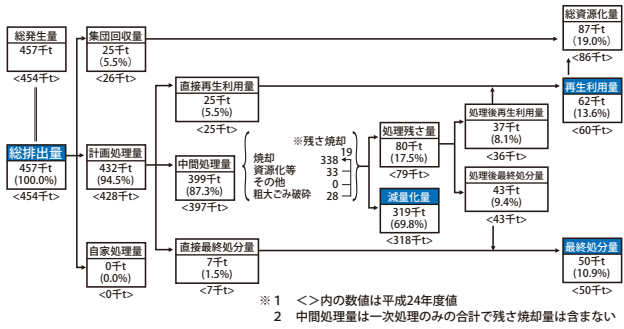 総発生量
457千t
<454千t>
総排出量
457千t
(100.0%)
<454千t>
集団回収量
25千t
(5.5%)
<26千t>
計画処理量
432千t
(94.5%)
<428千t>
自家処理量
0千t
(0.0%)
<0千t>
直接再生利用量
25千t
(5.5%)
<25千t>
中間処理量
399千t
(87.3%)
<397千t>
直接最終処分量
7千t
(1.5%)
<7千t>
※残さ焼却
19
焼却 338
資源化等 33
その他 0
粗大ごみ破砕 28
処理残さ量
80千t
(17.5%)
<79千t>
減量化量
319千t
(69.8%)
<318千t>
処理後再生利用量
37千t
(8.1%)
<36千t>
処理後最終処分量
43千t
(9.4%)
<43千t>
総資源化量
87千t
(19.0%)
<86千t>
再生利用量
62千t
(13.6%)
<60千t>
最終処分量
50千t
(10.9%)
<50千t>
※1 <>内の数値は平成24年度値
2 中間処理量は一次処理のみの合計で残さ焼却量は含まない